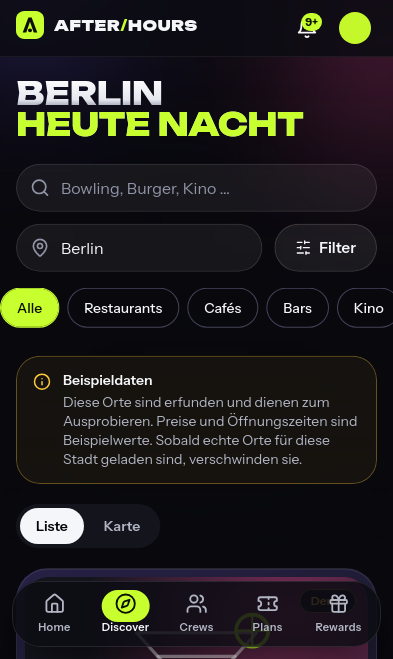 AFTER/HOURS
9+
BERLIN
HEUTE NACHT
Bowling, Burger, Kino ...
Berlin
Filter
Alle
Restaurants
Cafés
Bars
Kino
Beispieldaten
Diese Orte sind erfunden und dienen zum
Ausprobieren. Preise und Öffnungszeiten sind
Beispielwerte. Sobald echte Orte für diese
Stadt geladen sind, verschwinden sie.
Liste
Karte
Home
Discover
Crews
Plans
Rewards